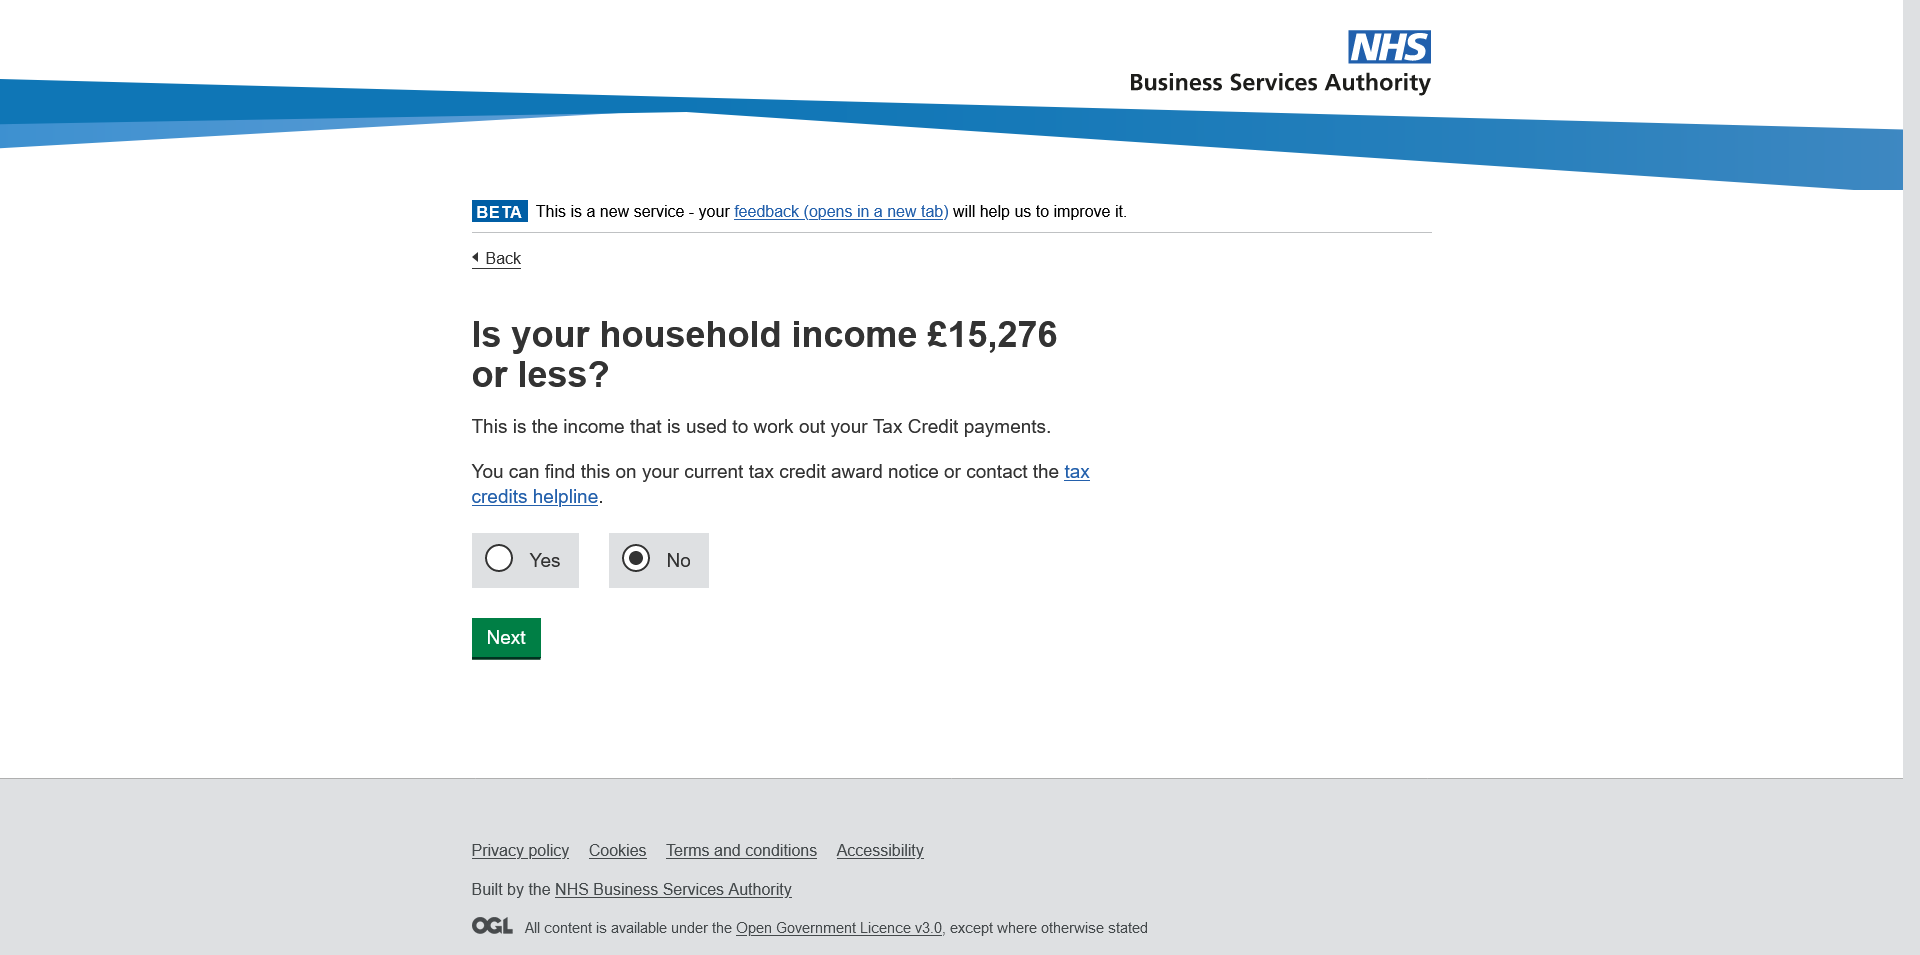 NHS
Business Services Authority
BETA This is a new service - your feedback (opens in a new tab) will help us to improve it.
Back
Is your household income £15,276
or less?
This is the income that is used to work out your Tax Credit payments.
You can find this on your current tax credit award notice or contact the tax
credits helpline.
Yes No
Next
Privacy policy Cookies Terms and conditions Accessibility
Built by the NHS Business Services Authority
OGL All content is available under the Open Government Licence v3.0, except where otherwise stated